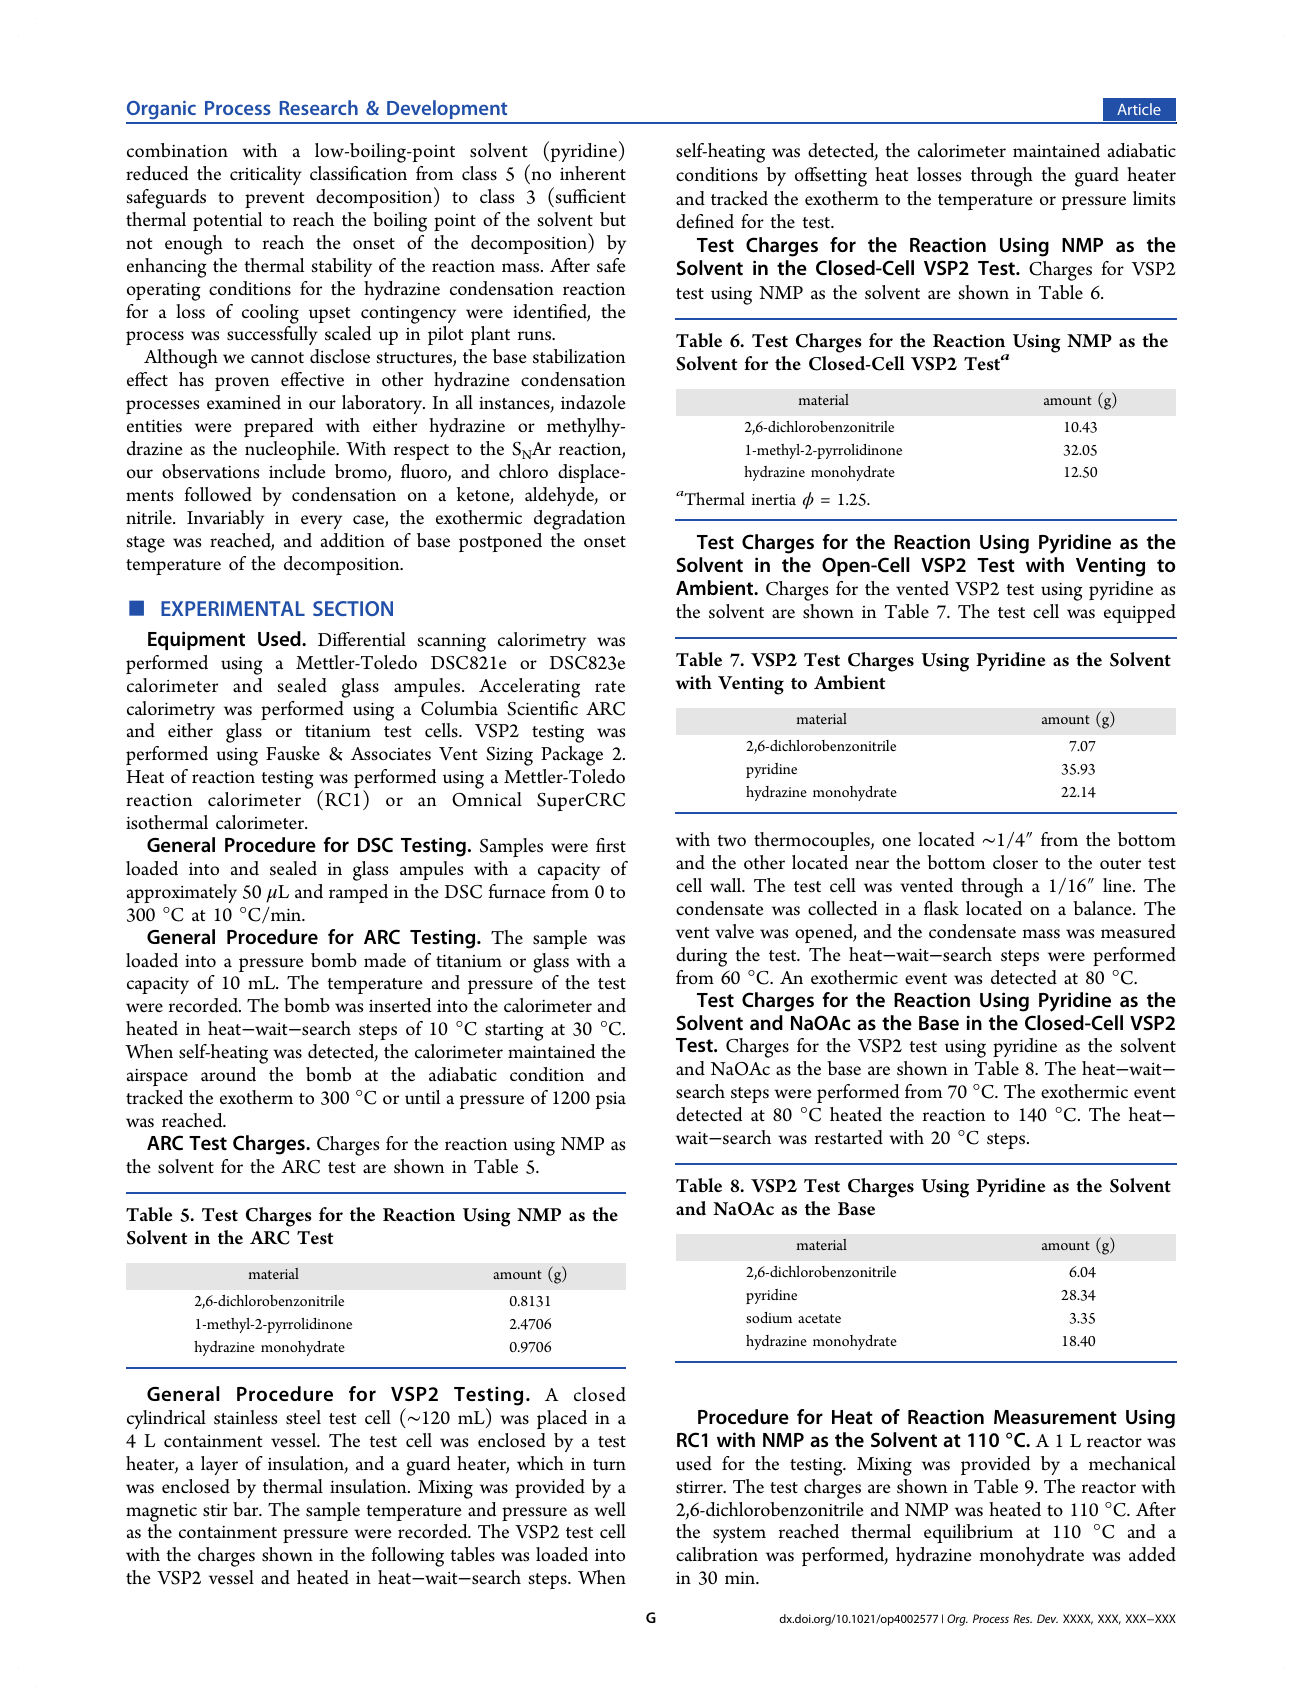 Organic Process Research & Development
Article
combination with a low-boiling-point solvent (pyridine)
reduced the criticality classification from class 5 (no inherent
safeguards to prevent decomposition) to class 3 (sufficient
thermal potential to reach the boiling point of the solvent but
not enough to reach the onset of the decomposition) by
enhancing the thermal stability of the reaction mass. After safe
operating conditions for the hydrazine condensation reaction
for a loss of cooling upset contingency were identified, the
process was successfully scaled up in pilot plant runs.
Although we cannot disclose structures, the base stabilization
effect has proven effective in other hydrazine condensation
processes examined in our laboratory. In all instances, indazole
entities were prepared with either hydrazine or methylhy-
drazine as the nucleophile. With respect to the SNAr reaction,
our observations include bromo, fluoro, and chloro displace-
ments followed by condensation on a ketone, aldehyde, or
nitrile. Invariably in every case, the exothermic degradation
stage was reached, and addition of base postponed the onset
temperature of the decomposition.
■ EXPERIMENTAL SECTION
Equipment Used. Differential scanning calorimetry was
performed using a Mettler-Toledo DSC821e or DSC823e
calorimeter and sealed glass ampules. Accelerating rate
calorimetry was performed using a Columbia Scientific ARC
and either glass or titanium test cells. VSP2 testing was
performed using Fauske & Associates Vent Sizing Package 2.
Heat of reaction testing was performed using a Mettler-Toledo
reaction calorimeter (RC1) or an Omnical SuperCRC
isothermal calorimeter.
General Procedure for DSC Testing. Samples were first
loaded into and sealed in glass ampules with a capacity of
approximately 50 μL and ramped in the DSC furnace from 0 to
300 °C at 10 °C/min.
General Procedure for ARC Testing. The sample was
loaded into a pressure bomb made of titanium or glass with a
capacity of 10 mL. The temperature and pressure of the test
were recorded. The bomb was inserted into the calorimeter and
heated in heat−wait−search steps of 10 °C starting at 30 °C.
When self-heating was detected, the calorimeter maintained the
airspace around the bomb at the adiabatic condition and
tracked the exotherm to 300 °C or until a pressure of 1200 psia
was reached.
ARC Test Charges. Charges for the reaction using NMP as
the solvent for the ARC test are shown in Table 5.
Table 5. Test Charges for the Reaction Using NMP as the
Solvent in the ARC Test
material amount (g)
2,6-dichlorobenzonitrile 0.8131
1-methyl-2-pyrrolidinone 2.4706
hydrazine monohydrate 0.9706
General Procedure for VSP2 Testing. A closed
cylindrical stainless steel test cell (∼120 mL) was placed in a
4 L containment vessel. The test cell was enclosed by a test
heater, a layer of insulation, and a guard heater, which in turn
was enclosed by thermal insulation. Mixing was provided by a
magnetic stir bar. The sample temperature and pressure as well
as the containment pressure were recorded. The VSP2 test cell
with the charges shown in the following tables was loaded into
the VSP2 vessel and heated in heat−wait−search steps. When
self-heating was detected, the calorimeter maintained adiabatic
conditions by offsetting heat losses through the guard heater
and tracked the exotherm to the temperature or pressure limits
defined for the test.
Test Charges for the Reaction Using NMP as the
Solvent in the Closed-Cell VSP2 Test. Charges for VSP2
test using NMP as the solvent are shown in Table 6.
Table 6. Test Charges for the Reaction Using NMP as the
Solvent for the Closed-Cell VSP2 Testa
material amount (g)
2,6-dichlorobenzonitrile 10.43
1-methyl-2-pyrrolidinone 32.05
hydrazine monohydrate 12.50
aThermal inertia ϕ = 1.25.
Test Charges for the Reaction Using Pyridine as the
Solvent in the Open-Cell VSP2 Test with Venting to
Ambient. Charges for the vented VSP2 test using pyridine as
the solvent are shown in Table 7. The test cell was equipped
Table 7. VSP2 Test Charges Using Pyridine as the Solvent
with Venting to Ambient
material amount (g)
2,6-dichlorobenzonitrile 7.07
pyridine 35.93
hydrazine monohydrate 22.14
with two thermocouples, one located ∼1/4″ from the bottom
and the other located near the bottom closer to the outer test
cell wall. The test cell was vented through a 1/16″ line. The
condensate was collected in a flask located on a balance. The
vent valve was opened, and the condensate mass was measured
during the test. The heat−wait−search steps were performed
from 60 °C. An exothermic event was detected at 80 °C.
Test Charges for the Reaction Using Pyridine as the
Solvent and NaOAc as the Base in the Closed-Cell VSP2
Test. Charges for the VSP2 test using pyridine as the solvent
and NaOAc as the base are shown in Table 8. The heat−wait−
search steps were performed from 70 °C. The exothermic event
detected at 80 °C heated the reaction to 140 °C. The heat−
wait−search was restarted with 20 °C steps.
Table 8. VSP2 Test Charges Using Pyridine as the Solvent
and NaOAc as the Base
material amount (g)
2,6-dichlorobenzonitrile 6.04
pyridine 28.34
sodium acetate 3.35
hydrazine monohydrate 18.40
Procedure for Heat of Reaction Measurement Using
RC1 with NMP as the Solvent at 110 °C. A 1 L reactor was
used for the testing. Mixing was provided by a mechanical
stirrer. The test charges are shown in Table 9. The reactor with
2,6-dichlorobenzonitrile and NMP was heated to 110 °C. After
the system reached thermal equilibrium at 110 °C and a
calibration was performed, hydrazine monohydrate was added
in 30 min.
G
dx.doi.org/10.1021/op4002577 | Org. Process Res. Dev. XXXX, XXX, XXX−XXX